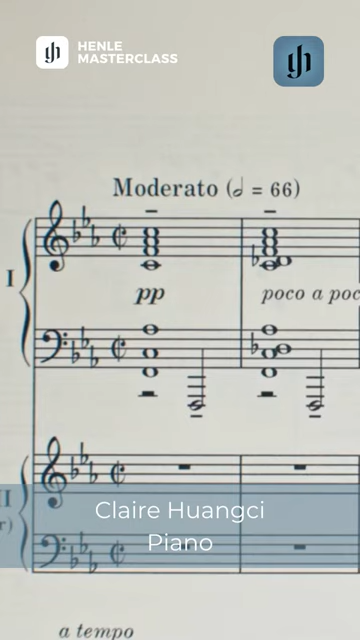 HENLE
MASTERCLASS
Moderato (𝅗𝅥 = 66)
I
pp
poco a poc
II
r)
Claire Huangci
Piano
a tempo